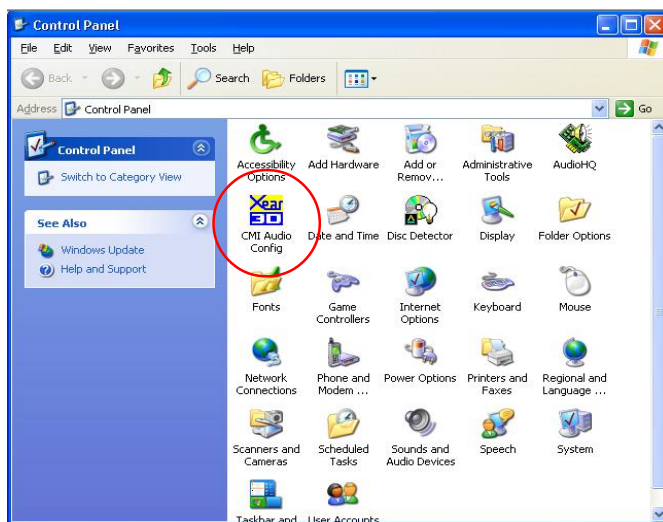 Control Panel
File Edit View Favorites Tools Help
Back Search Folders
Address Control Panel Go
Control Panel
Switch to Category View
See Also
Windows Update
Help and Support
Accessibility Options
Add Hardware
Add or Remov...
Administrative Tools
AudioHQ
Xear 3D
CMI Audio Config
Date and Time
Disc Detector
Display
Folder Options
Fonts
Game Controllers
Internet Options
Keyboard
Mouse
Network Connections
Phone and Modem ...
Power Options
Printers and Faxes
Regional and Language ...
Scanners and Cameras
Scheduled Tasks
Sounds and Audio Devices
Speech
System
Taskbar and
User Accounts